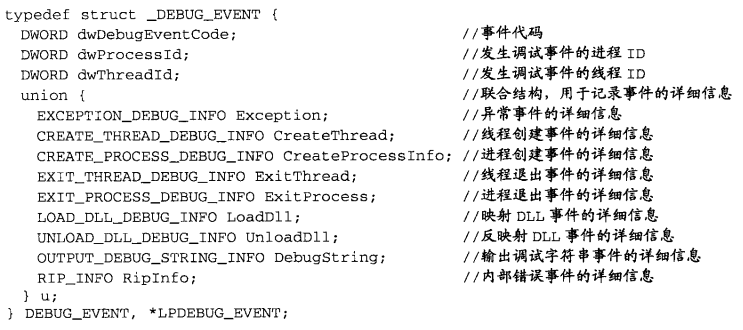 typedef struct _DEBUG_EVENT {
DWORD dwDebugEventCode; //事件代码
DWORD dwProcessId; //发生调试事件的进程 ID
DWORD dwThreadId; //发生调试事件的线程 ID
union { //联合结构，用于记录事件的详细信息
EXCEPTION_DEBUG_INFO Exception; //异常事件的详细信息
CREATE_THREAD_DEBUG_INFO CreateThread; //线程创建事件的详细信息
CREATE_PROCESS_DEBUG_INFO CreateProcessInfo; //进程创建事件的详细信息
EXIT_THREAD_DEBUG_INFO ExitThread; //线程退出事件的详细信息
EXIT_PROCESS_DEBUG_INFO ExitProcess; //进程退出事件的详细信息
LOAD_DLL_DEBUG_INFO LoadDll; //映射 DLL 事件的详细信息
UNLOAD_DLL_DEBUG_INFO UnloadDll; //反映射 DLL 事件的详细信息
OUTPUT_DEBUG_STRING_INFO DebugString; //输出调试字符串事件的详细信息
RIP_INFO RipInfo; //内部错误事件的详细信息
} u;
} DEBUG_EVENT, *LPDEBUG_EVENT;